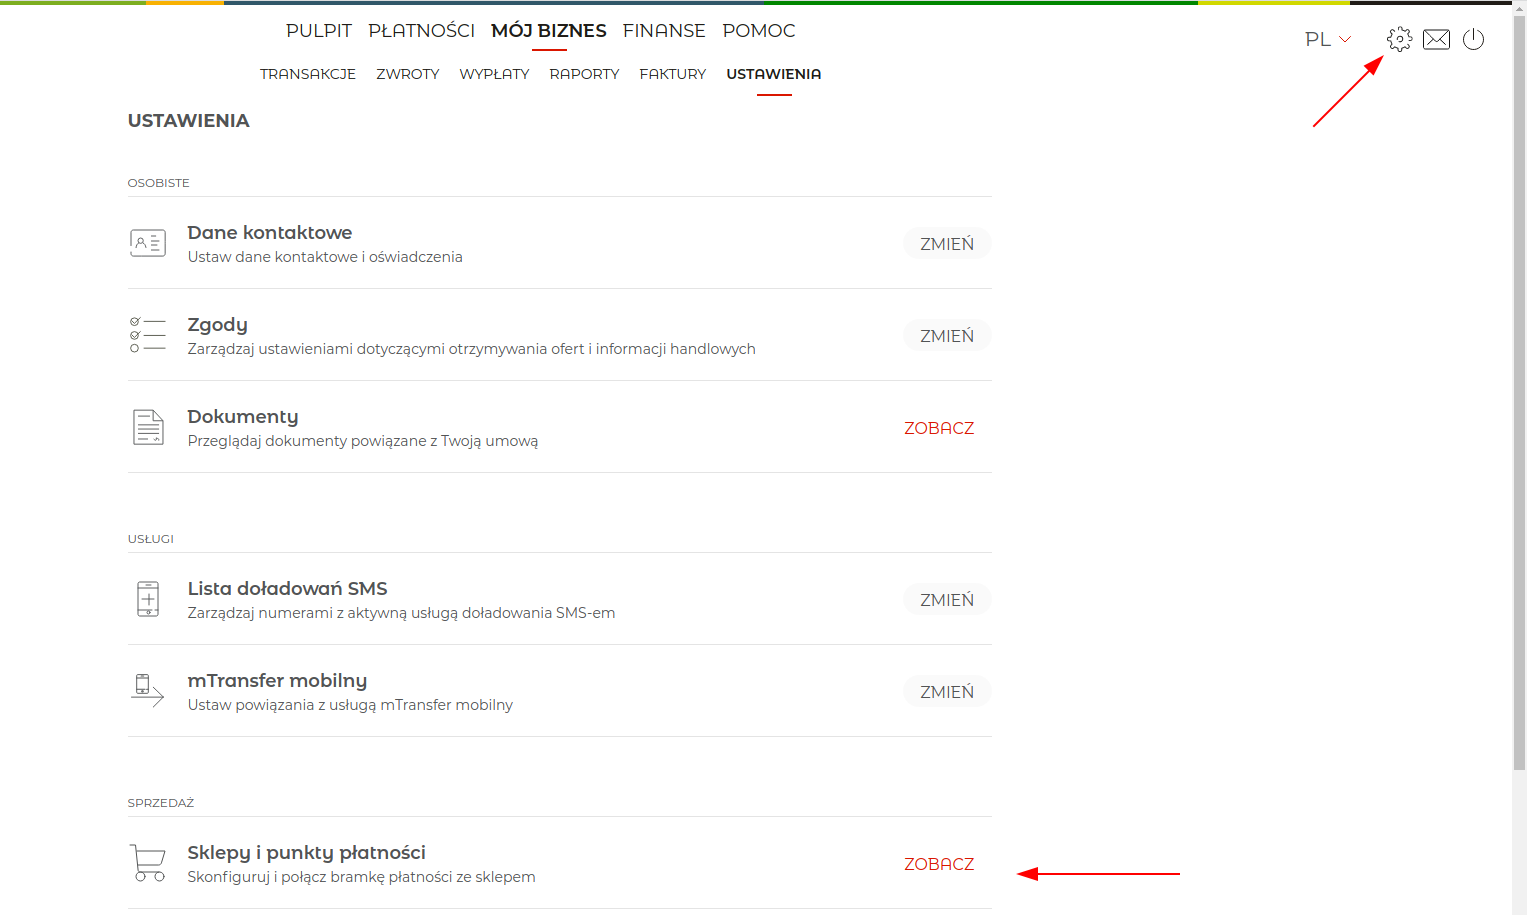 PULPIT PŁATNOŚCI MÓJ BIZNES FINANSE POMOC
PL
TRANSAKCJE ZWROTY WYPŁATY RAPORTY FAKTURY USTAWIENIA
USTAWIENIA
OSOBISTE
Dane kontaktowe
Ustaw dane kontaktowe i oświadczenia
ZMIEŃ
Zgody
Zarządzaj ustawieniami dotyczącymi otrzymywania ofert i informacji handlowych
ZMIEŃ
Dokumenty
Przeglądaj dokumenty powiązane z Twoją umową
ZOBACZ
USŁUGI
Lista doładowań SMS
Zarządzaj numerami z aktywną usługą doładowania SMS-em
ZMIEŃ
mTransfer mobilny
Ustaw powiązania z usługą mTransfer mobilny
ZMIEŃ
SPRZEDAŻ
Sklepy i punkty płatności
Skonfiguruj i połącz bramkę płatności ze sklepem
ZOBACZ